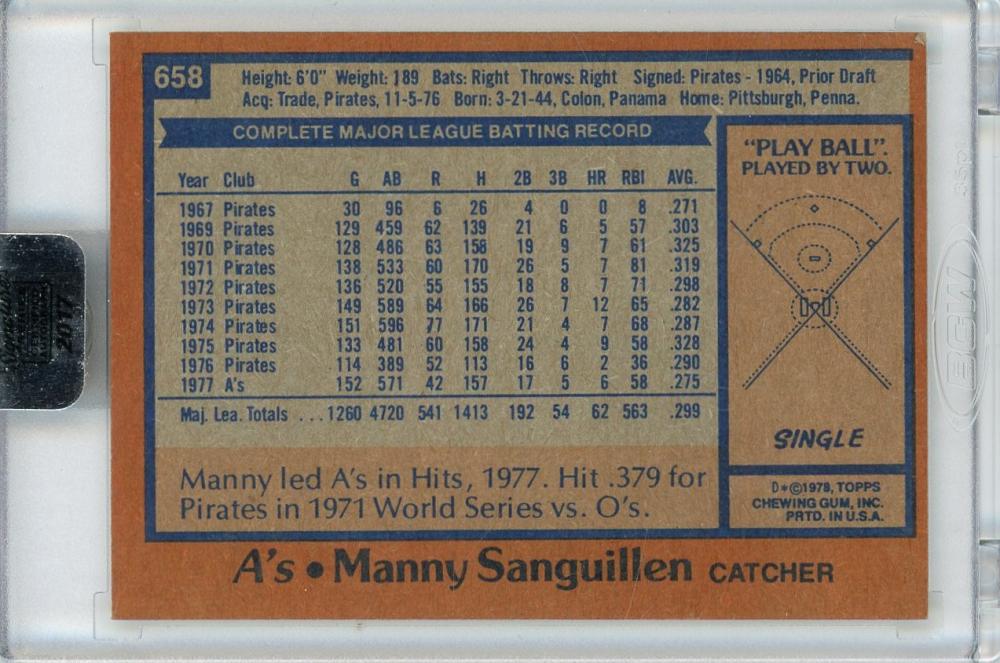 658
Height: 6'0" Weight: 189 Bats: Right Throws: Right Signed: Pirates - 1964, Prior Draft
Acq: Trade, Pirates, 11-5-76 Born: 3-21-44, Colon, Panama Home: Pittsburgh, Penna.
COMPLETE MAJOR LEAGUE BATTING RECORD
Year Club G AB R H 2B 3B HR RBI AVG.
1967 Pirates 30 96 6 26 4 0 0 8 .271
1969 Pirates 129 459 62 139 21 6 5 57 .303
1970 Pirates 128 486 63 158 19 9 7 61 .325
1971 Pirates 138 533 60 170 26 5 7 81 .319
1972 Pirates 136 520 55 155 18 8 7 71 .298
1973 Pirates 149 589 64 166 26 7 12 65 .282
1974 Pirates 151 596 77 171 21 4 7 68 .287
1975 Pirates 133 481 60 158 24 4 9 58 .328
1976 Pirates 114 389 52 113 16 6 2 36 .290
1977 A's 152 571 42 157 17 5 6 58 .275
Maj. Lea. Totals ... 1260 4720 541 1413 192 54 62 563 .299
Manny led A's in Hits, 1977. Hit .379 for
Pirates in 1971 World Series vs. O's.
"PLAY BALL".
PLAYED BY TWO.
SINGLE
D*©1978, TOPPS
CHEWING GUM, INC.
PRTD. IN U.S.A.
A's • Manny Sanguillen CATCHER
2017
35pt
BCW